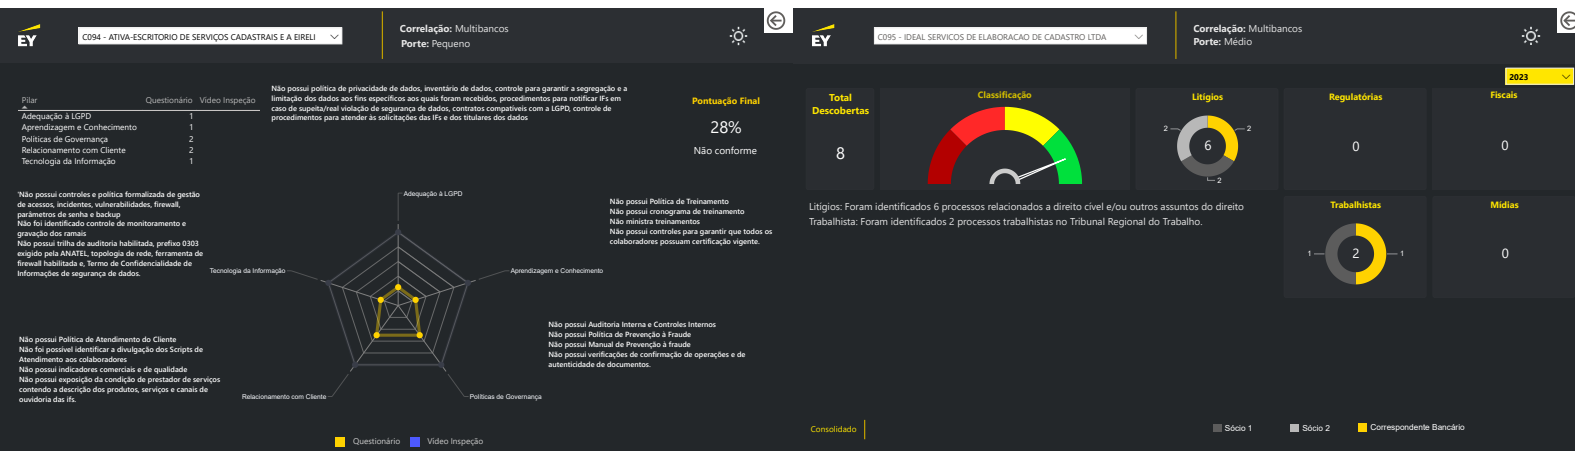 EY
C094 - ATIVA-ESCRITORIO DE SERVIÇOS CADASTRAIS E A EIRELI
Correlação: Multibancos
Porte: Pequeno
Pilar Questionário Vídeo Inspeção
Adequação à LGPD 1
Aprendizagem e Conhecimento 1
Políticas de Governança 2
Relacionamento com Cliente 2
Tecnologia da Informação 1
Não possui política de privacidade de dados, inventário de dados, controle para garantir a segregação e a
limitação dos dados aos fins específicos aos quais foram recebidos, procedimentos para notificar IFs em
caso de supeita/real violação de segurança de dados, contratos compatíveis com a LGPD, controle de
procedimentos para atender às solicitações das IFs e dos titulares dos dados
Pontuação Final
28%
Não conforme
'Não possui controles e política formalizada de gestão
de acessos, incidentes, vulnerabilidades, firewall,
parâmetros de senha e backup
Não foi identificado controle de monitoramento e
gravação dos ramais
Não possui trilha de auditoria habilitada, prefixo 0303
exigido pela ANATEL, topologia de rede, ferramenta de
firewall habilitada e, Termo de Confidencialidade de
Informações de segurança de dados.
Adequação à LGPD
Não possui Política de Treinamento
Não possui cronograma de treinamento
Não ministra treinamentos
Não possui controles para garantir que todos os
colaboradores possuam certificação vigente.
Tecnologia da Informação
Aprendizagem e Conhecimento
Não possui Auditoria Interna e Controles Internos
Não possui Política de Prevenção à Fraude
Não possui Manual de Prevenção à fraude
Não possui verificações de confirmação de operações e de
autenticidade de documentos.
Não possui Política de Atendimento do Cliente
Não foi possível identificar a divulgação dos Scripts de
Atendimento aos colaboradores
Não possui indicadores comerciais e de qualidade
Não possui exposição da condição de prestador de serviços
contendo a descrição dos produtos, serviços e canais de
ouvidoria das ifs.
Relacionamento com Cliente
Políticas de Governança
Questionário Vídeo Inspeção
EY
C095 - IDEAL SERVICOS DE ELABORACAO DE CADASTRO LTDA
Correlação: Multibancos
Porte: Médio
2023
Total
Descobertas
8
Classificação
Litígios
2
2
6
2
Regulatórias
0
Fiscais
0
Litígios: Foram identificados 6 processos relacionados a direito cível e/ou outros assuntos do direito
Trabalhista: Foram identificados 2 processos trabalhistas no Tribunal Regional do Trabalho.
Trabalhistas
1
2
1
Mídias
0
Consolidado
Sócio 1 Sócio 2 Correspondente Bancário